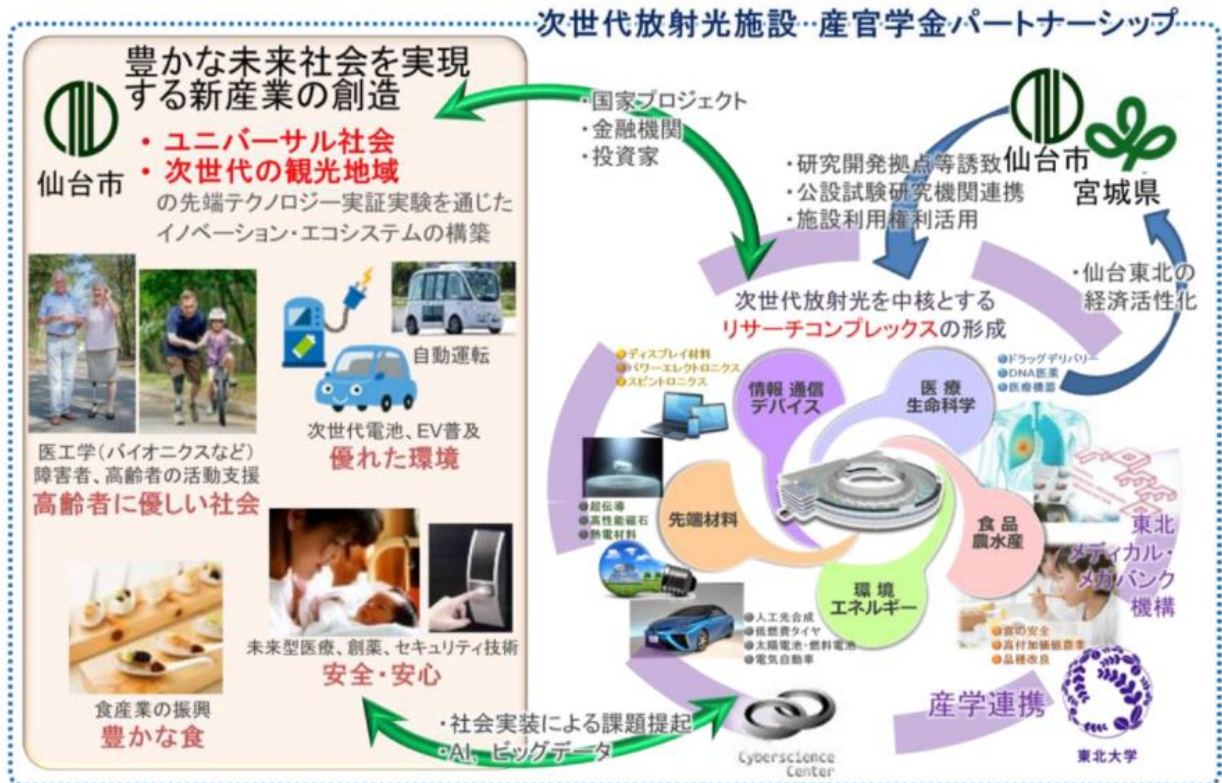 次世代放射光施設 産官学金パートナーシップ
豊かな未来社会を実現
する新産業の創造
仙台市
・ユニバーサル社会
・次世代の観光地域
の先端テクノロジー実証実験を通じた
イノベーション・エコシステムの構築
自動運転
医工学(バイオニクスなど)
障害者、高齢者の活動支援
高齢者に優しい社会
次世代電池、EV普及
優れた環境
未来型医療、創薬、セキュリティ技術
安全・安心
食産業の振興
豊かな食
・国家プロジェクト
・金融機関
・投資家
・研究開発拠点等誘致
・公設試験研究機関連携
・施設利用権利活用
仙台市
宮城県
・仙台東北の
経済活性化
次世代放射光を中核とする
リサーチコンプレックスの形成
ディスプレイ材料
パワーエレクトロニクス
スピントロニクス
情報 通信
デバイス
医療
生命科学
ドラッグデリバリー
DNA医薬
医療機器
超伝導
高性能磁石
熱電材料
先端材料
食品
農水産
環境
エネルギー
人工光合成
低燃費タイヤ
太陽電池・燃料電池
電気自動車
食の安全
高付加価値農業
品種改良
東北
メディカル・
メガバンク
機構
産学連携
東北大学
・社会実装による課題提起
・AI、ビッグデータ
Cyberscience
Center